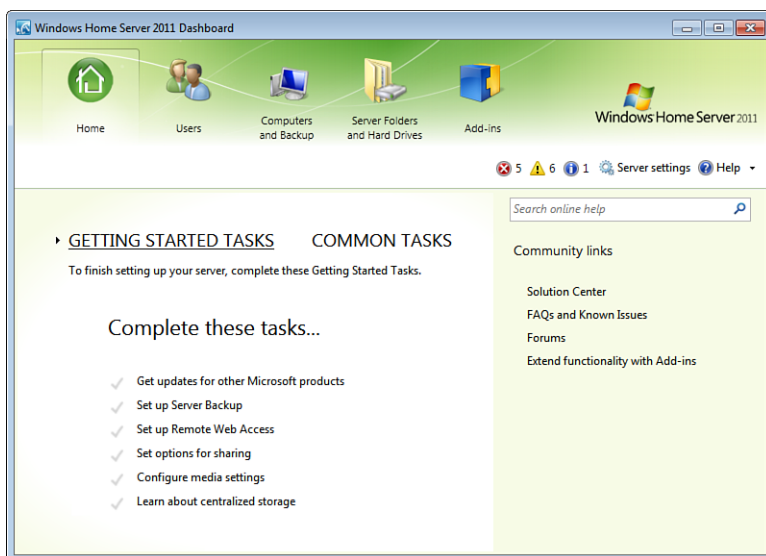 Windows Home Server 2011 Dashboard
Home
Users
Computers
and Backup
Server Folders
and Hard Drives
Add-ins
Windows Home Server 2011
5 6 1 Server settings Help
Search online help
GETTING STARTED TASKS COMMON TASKS
To finish setting up your server, complete these Getting Started Tasks.
Complete these tasks...
Get updates for other Microsoft products
Set up Server Backup
Set up Remote Web Access
Set options for sharing
Configure media settings
Learn about centralized storage
Community links
Solution Center
FAQs and Known Issues
Forums
Extend functionality with Add-ins